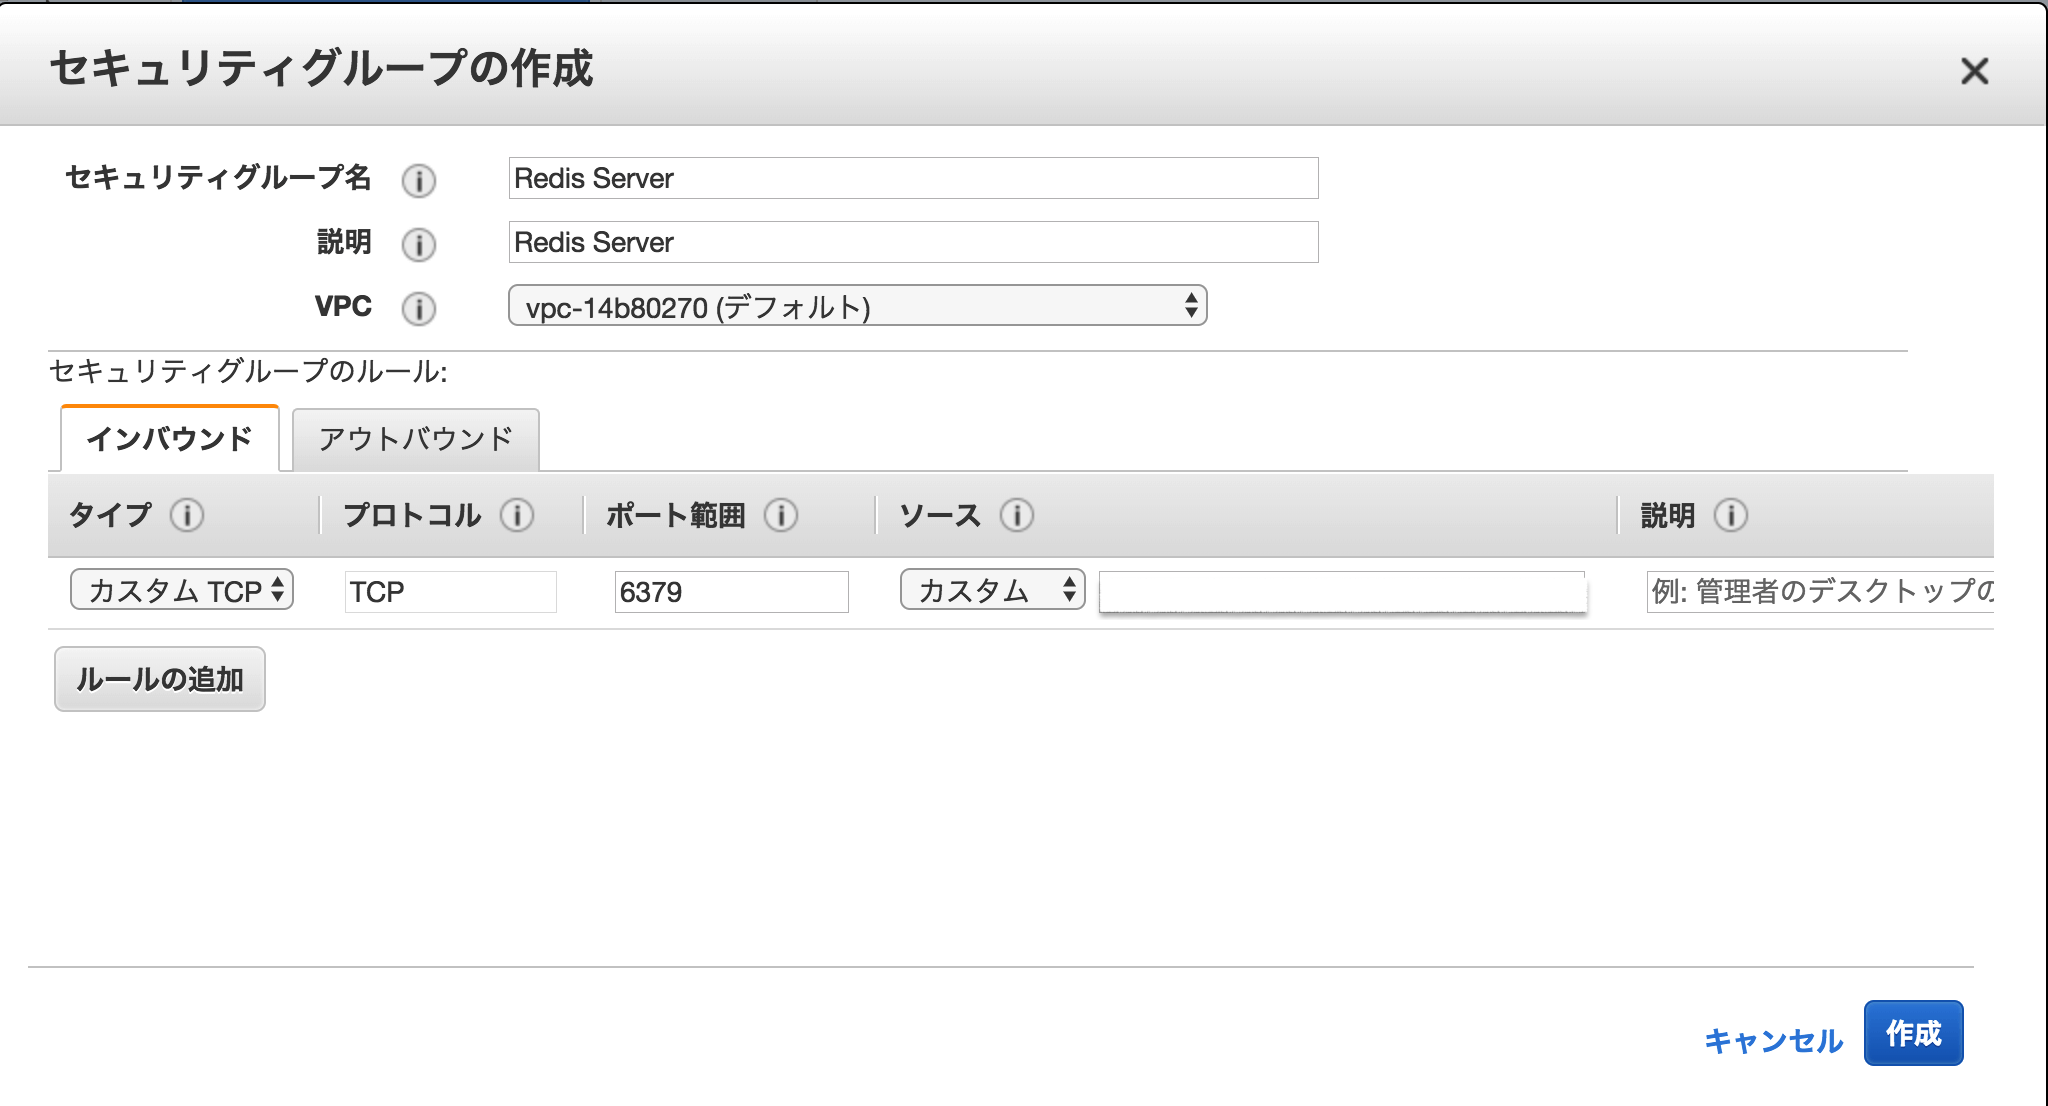 セキュリティグループの作成
セキュリティグループ名 Redis Server
説明 Redis Server
VPC vpc-14b80270 (デフォルト)
セキュリティグループのルール:
インバウンド アウトバウンド
タイプ プロトコル ポート範囲 ソース 説明
カスタム TCP TCP 6379 カスタム 例: 管理者のデスクトップの
ルールの追加
キャンセル 作成